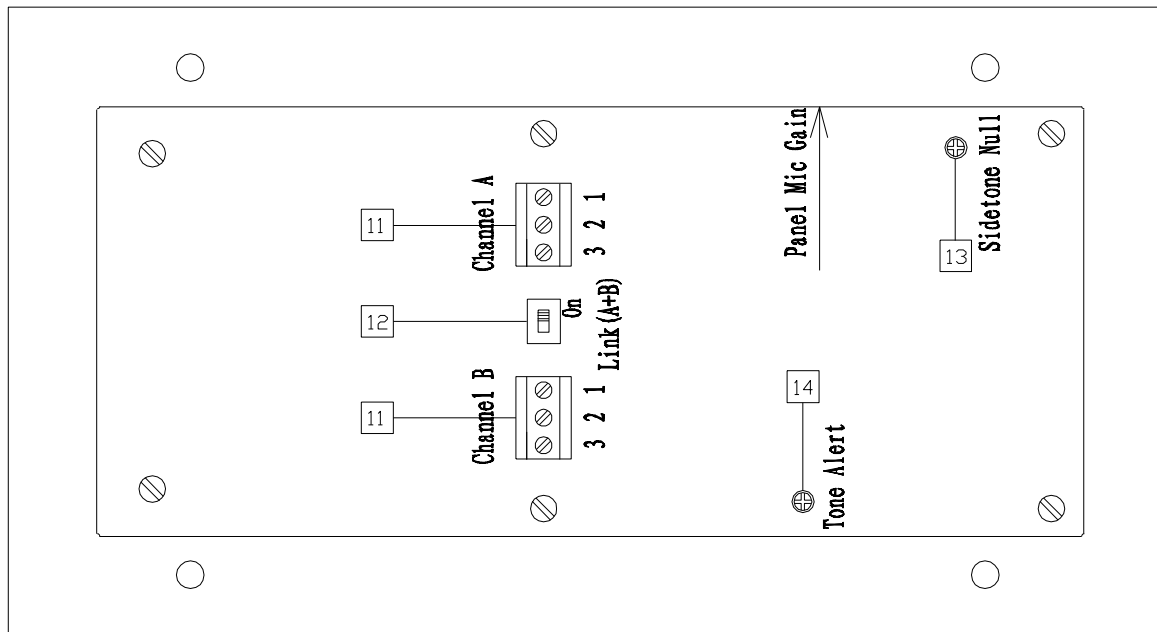 11
Channel A
1
2
3
12
On
Link(A+B)
11
Channel B
1
2
3
Panel Mic Gain
13
Sidetone Null
14
Tone Alert